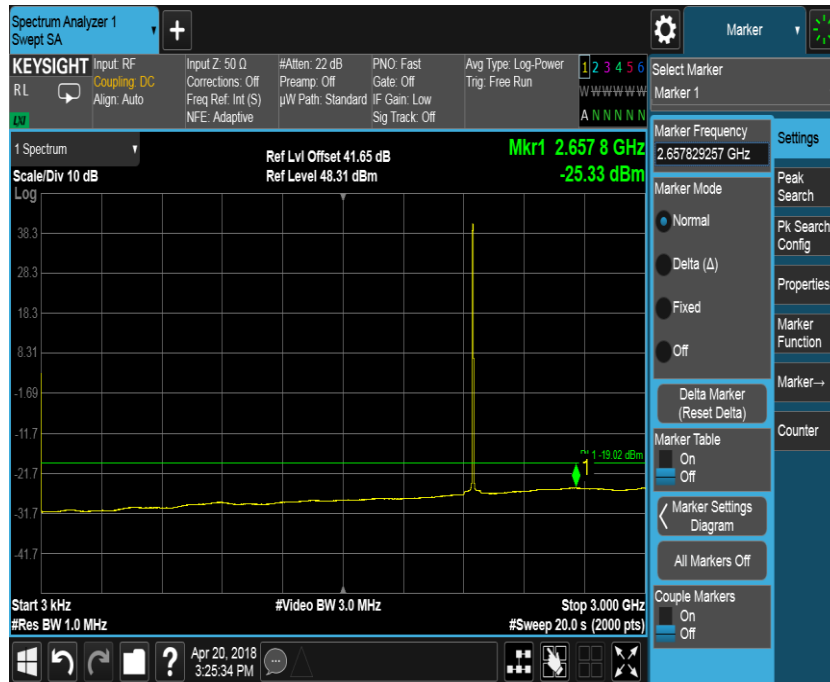 Spectrum Analyzer 1
Swept SA
Marker
KEYSIGHT
RL
LXI
Input: RF
Coupling: DC
Align: Auto
Input Z: 50 Ω
Corrections: Off
Freq Ref: Int (S)
NFE: Adaptive
#Atten: 22 dB
Preamp: Off
µW Path: Standard
PNO: Fast
Gate: Off
IF Gain: Low
Sig Track: Off
Avg Type: Log-Power
Trig: Free Run
1 2 3 4 5 6
W W W W W W
A N N N N N
Select Marker
Marker 1
1 Spectrum
Scale/Div 10 dB
Ref Lvl Offset 41.65 dB
Ref Level 48.31 dBm
Mkr1 2.657 8 GHz
-25.33 dBm
Log
38.3
28.3
18.3
8.31
-1.69
-11.7
-21.7
-31.7
-41.7
1 -19.02 dBm
1
Start 3 kHz
#Res BW 1.0 MHz
#Video BW 3.0 MHz
Stop 3.000 GHz
#Sweep 20.0 s (2000 pts)
Marker Frequency
2.657829257 GHz
Marker Mode
Normal
Delta (Δ)
Fixed
Off
Delta Marker
(Reset Delta)
Marker Table
On
Off
Marker Settings
Diagram
All Markers Off
Couple Markers
On
Off
Settings
Peak
Search
Pk Search
Config
Properties
Marker
Function
Marker→
Counter
?
Apr 20, 2018
3:25:34 PM